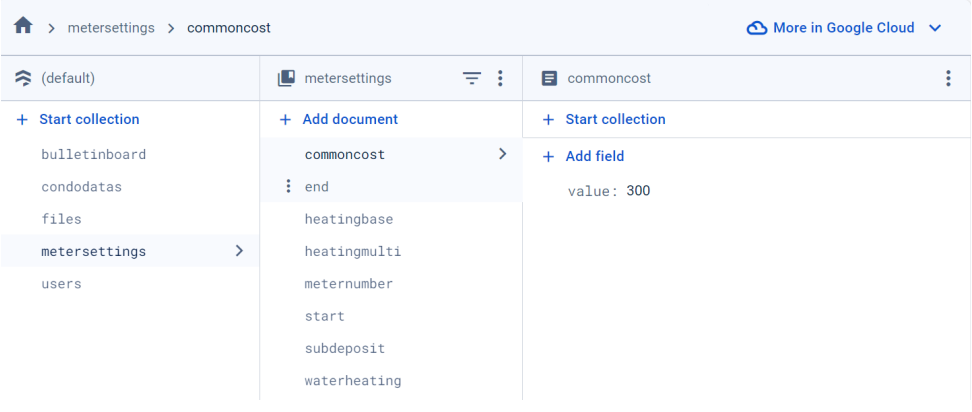 metersettings commoncost More in Google Cloud
(default) metersettings commoncost
Start collection
bulletinboard
condodatas
files
metersettings
users
Add document
commoncost
end
heatingbase
heatingmulti
meternumber
start
subdeposit
waterheating
Start collection
Add field
value: 300